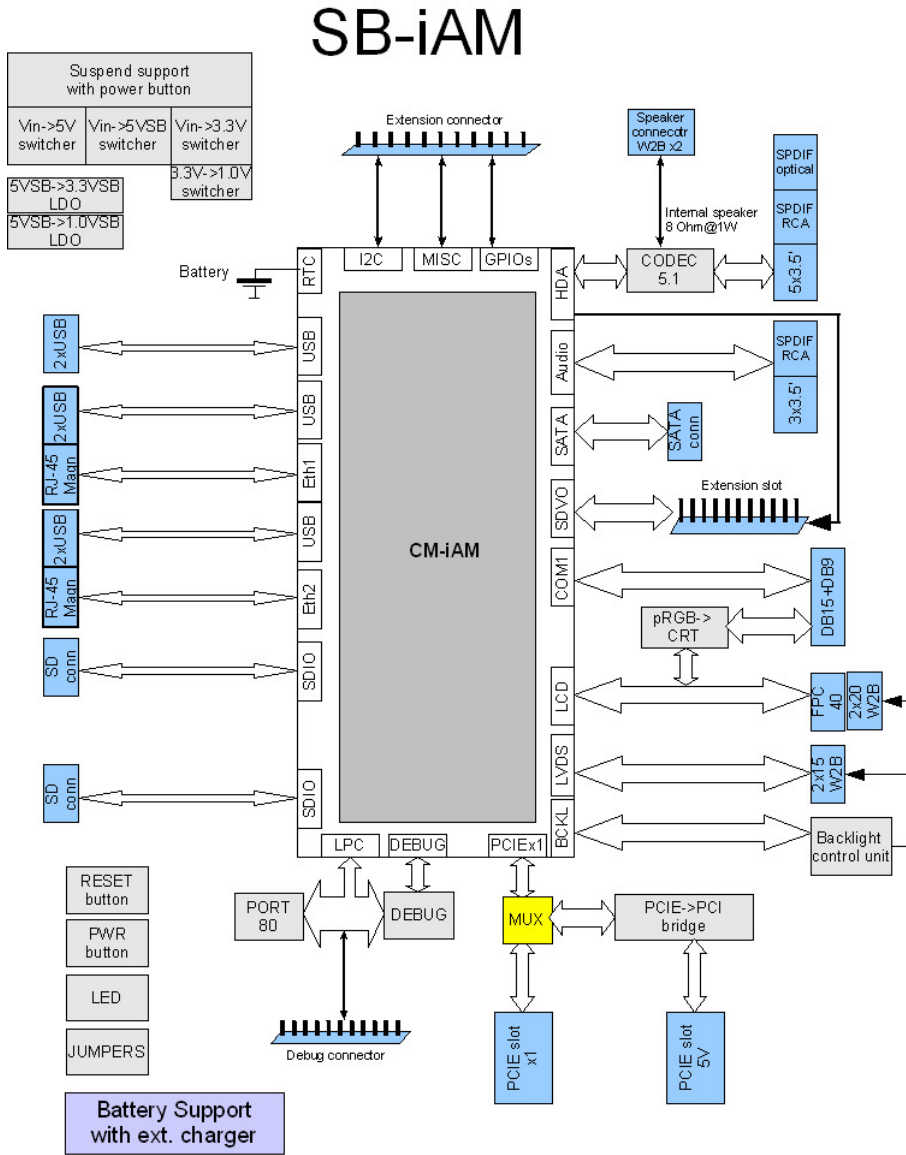 SB-iAM
Suspend support
with power button
Vin->5V
switcher
Vin->5VSB
switcher
Vin->3.3V
switcher
3.3V->1.0V
switcher
5VSB->3.3VSB
LDO
5VSB->1.0VSB
LDO
Extension connector
Speaker
connecdtr
W2B x2
SPDIF
optical
SPDIF
RCA
5x3.5'
Internal speaker
8 Ohm@1W
CODEC
5.1
Battery
RTC
I2C
MISC
GPIOs
HDA
2xUSB
USB
Audio
SPDIF
RCA
3x3.5'
2xUSB
USB
SATA
SATA
conn
RJ-45
Magn
Eth1
SDVO
Extension slot
2xUSB
USB
CM-iAM
COM1
DB15+DB9
RJ-45
Magn
Eth2
pRGB->
CRT
SD
conn
SDIO
LCD
FPC
40
2x20
W2B
SD
conn
SDIO
LVDS
2x15
W2B
BCKL
Backlight
control unit
LPC
DEBUG
PCIEx1
RESET
button
PORT
80
DEBUG
MUX
PCIE->PCI
bridge
PWR
button
LED
JUMPERS
Debug connector
PCIE slot
x1
PCIE slot
5V
Battery Support
with ext. charger